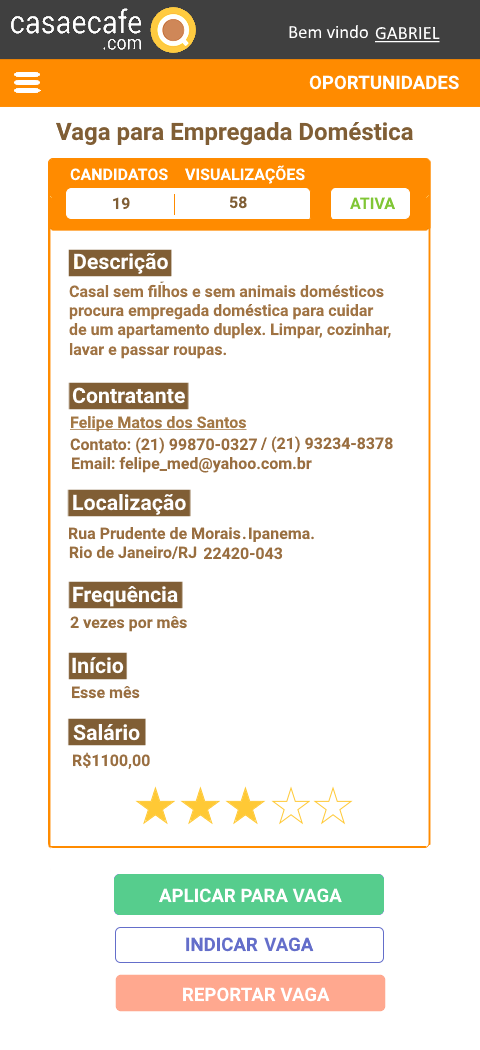 casaecafe
.com
Bem vindo GABRIEL
OPORTUNIDADES
Vaga para Empregada Doméstica
CANDIDATOS VISUALIZAÇÕES
19 58 ATIVA
Descrição
Casal sem filhos e sem animais domésticos
procura empregada doméstica para cuidar
de um apartamento duplex. Limpar, cozinhar,
lavar e passar roupas.
Contratante
Felipe Matos dos Santos
Contato: (21) 99870-0327 / (21) 93234-8378
Email: felipe_med@yahoo.com.br
Localização
Rua Prudente de Morais.Ipanema.
Rio de Janeiro/RJ 22420-043
Frequência
2 vezes por mês
Início
Esse mês
Salário
R$1100,00
APLICAR PARA VAGA
INDICAR VAGA
REPORTAR VAGA